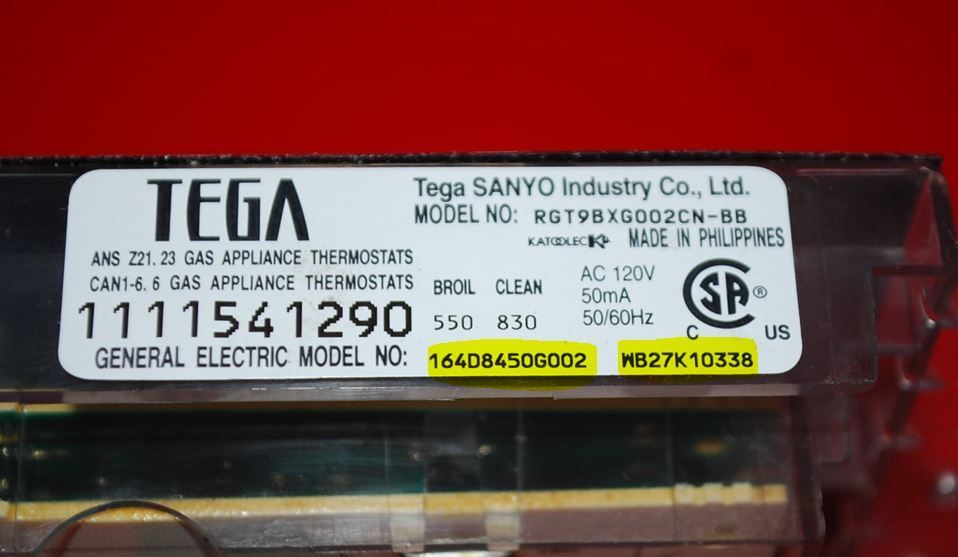 TEGA
Tega SANYO Industry Co., Ltd.
MODEL NO: RGT9BXG002CN-BB
KATOOLEC K MADE IN PHILIPPINES
ANS Z21. 23 GAS APPLIANCE THERMOSTATS
CAN1-6. 6 GAS APPLIANCE THERMOSTATS
1111541290
BROIL CLEAN
550 830
AC 120V
50mA
50/60Hz
CSA ®
C US
GENERAL ELECTRIC MODEL NO: 164D8450G002 WB27K10338